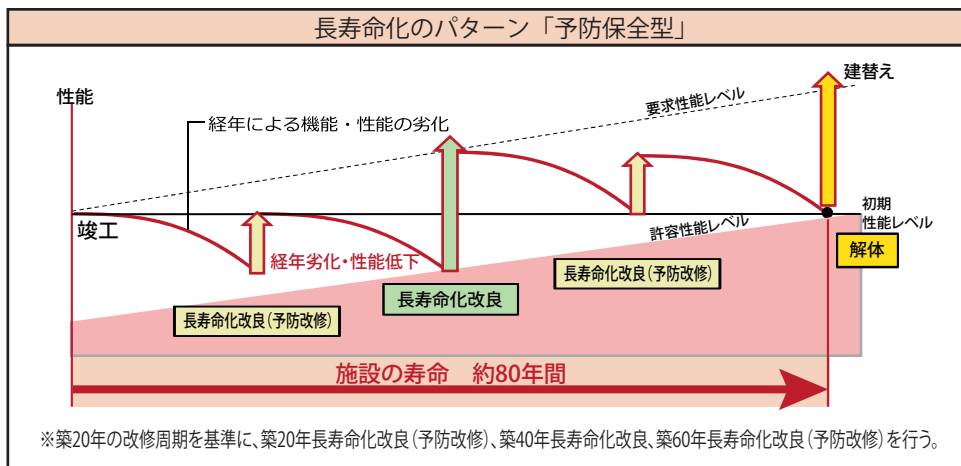 長寿命化のパターン「予防保全型」
性能
建替え
要求性能レベル
経年による機能・性能の劣化
竣工
初期
性能レベル
許容性能レベル
解体
経年劣化・性能低下
長寿命化改良(予防改修)
長寿命化改良
長寿命化改良(予防改修)
施設の寿命 約80年間
※築20年の改修周期を基準に、築20年長寿命化改良(予防改修)、築40年長寿命化改良、築60年長寿命化改良(予防改修)を行う。